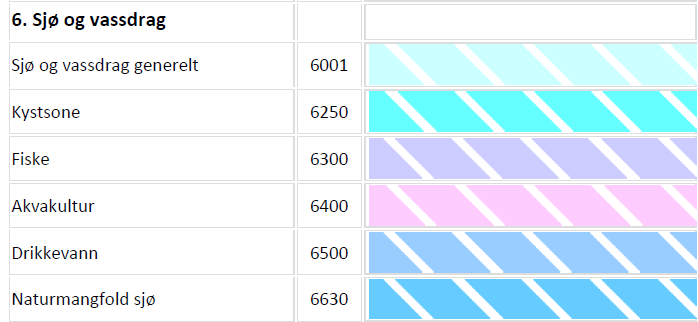 6. Sjø og vassdrag
Sjø og vassdrag generelt 6001
Kystsone 6250
Fiske 6300
Akvakultur 6400
Drikkevann 6500
Naturmangfold sjø 6630